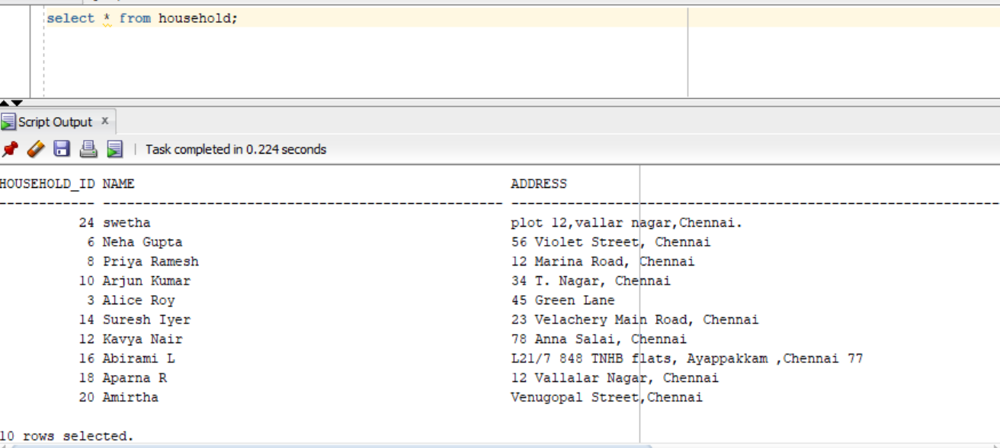 select * from household;
Script Output x
Task completed in 0.224 seconds
HOUSEHOLD_ID NAME ADDRESS
------------ -------------------------------------------------- -------------------------------------------------------------
24 swetha plot 12,vallar nagar,Chennai.
6 Neha Gupta 56 Violet Street, Chennai
8 Priya Ramesh 12 Marina Road, Chennai
10 Arjun Kumar 34 T. Nagar, Chennai
3 Alice Roy 45 Green Lane
14 Suresh Iyer 23 Velachery Main Road, Chennai
12 Kavya Nair 78 Anna Salai, Chennai
16 Abirami L L21/7 848 TNHB flats, Ayappakkam ,Chennai 77
18 Aparna R 12 Vallalar Nagar, Chennai
20 Amirtha Venugopal Street,Chennai
10 rows selected.